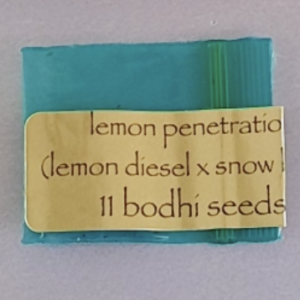 lemon penetratio
(lemon diesel x snow l
11 bodhi seeds